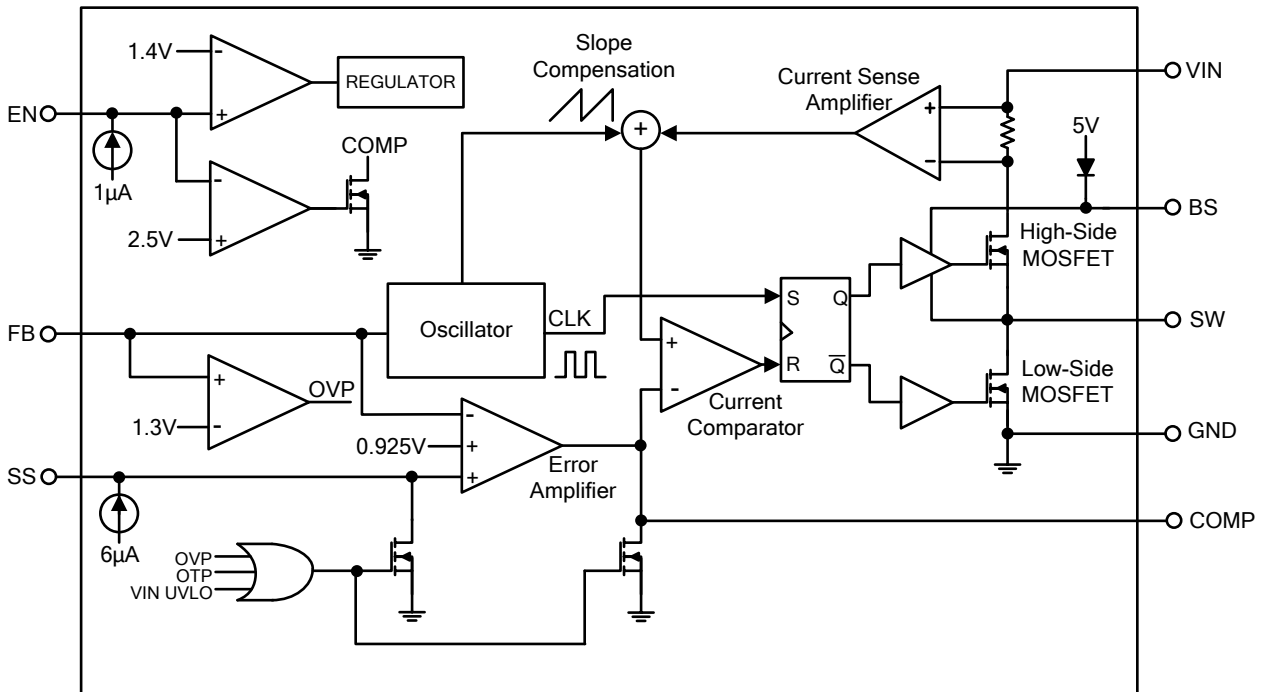 1.4V
-
+
REGULATOR
EN
1µA
COMP
-
+
2.5V
Slope
Compensation
+
Current Sense
Amplifier
+
-
VIN
5V
BS
High-Side
MOSFET
SW
Low-Side
MOSFET
GND
FB
Oscillator
CLK
S
Q
R
Q
+
-
Current
Comparator
+
-
OVP
1.3V
-
+
+
0.925V
Error
Amplifier
SS
6µA
COMP
OVP
OTP
VIN UVLO